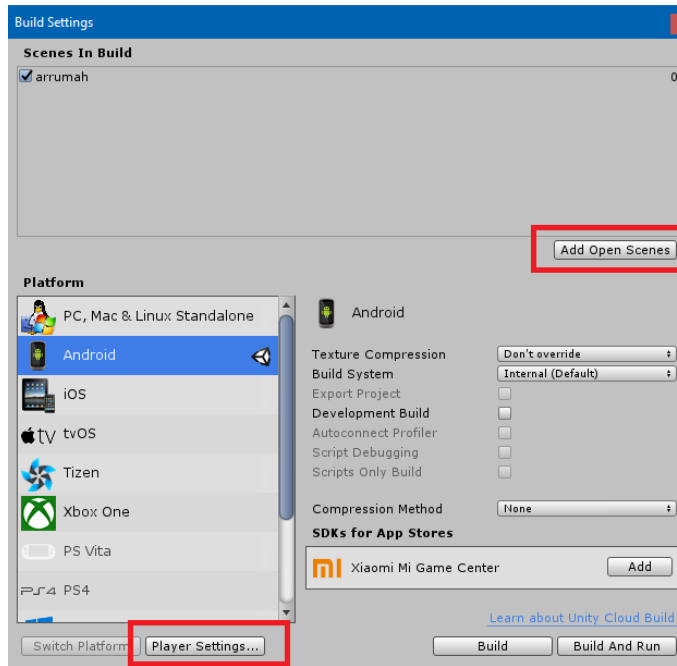 Build Settings
Scenes In Build
arrumah 0
Add Open Scenes
Platform
PC, Mac & Linux Standalone
Android
iOS
tv tvOS
Tizen
Xbox One
PS Vita
PS4 PS4
Android
Texture Compression Don't override
Build System Internal (Default)
Export Project
Development Build
Autoconnect Profiler
Script Debugging
Scripts Only Build
Compression Method None
SDKs for App Stores
Xiaomi Mi Game Center Add
Learn about Unity Cloud Build
Switch Platform Player Settings... Build Build And Run